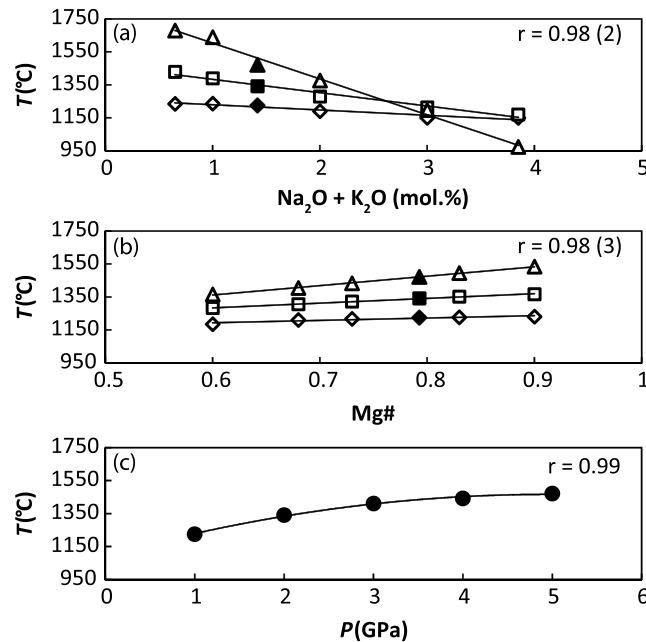 1750
(a)
r = 0.98 (2)
1550
T(℃)
1350
1150
950
0 1 2 3 4 5
Na₂O + K₂O (mol.%)
1750
(b)
r = 0.98 (3)
1550
T(℃)
1350
1150
950
0.5 0.6 0.7 0.8 0.9 1
Mg#
1750
(c)
r = 0.99
1550
T(℃)
1350
1150
950
0 1 2 3 4 5 6
P(GPa)